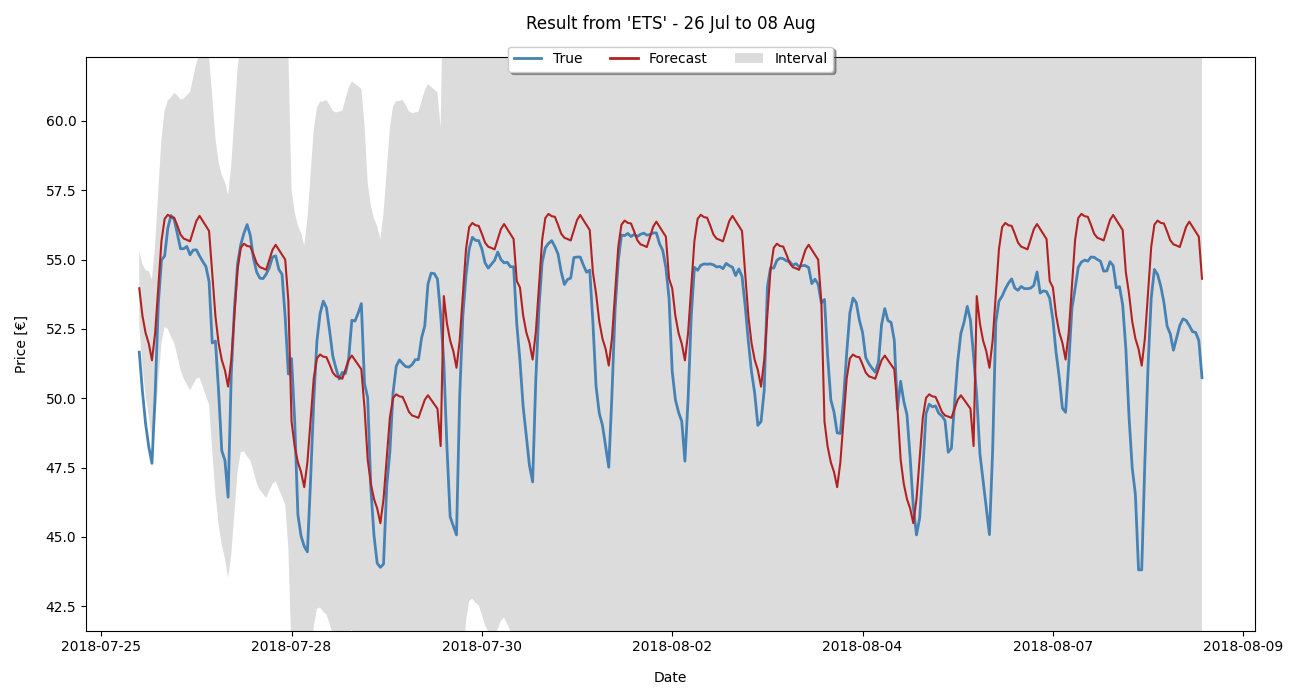 Result from 'ETS' - 26 Jul to 08 Aug
True Forecast Interval
60.0
57.5
55.0
52.5
50.0
47.5
45.0
42.5
Price [€]
2018-07-25 2018-07-28 2018-07-30 2018-08-02 2018-08-04 2018-08-07 2018-08-09
Date